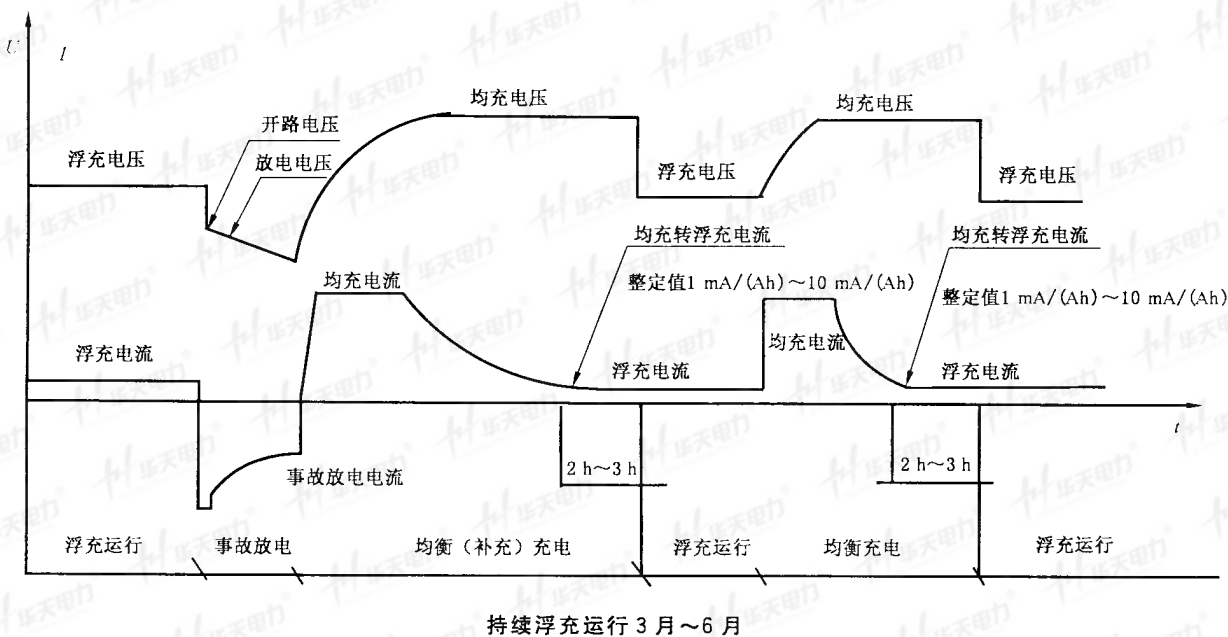 U
I
均充电压
均充电压
开路电压
浮充电压
放电电压
浮充电压
浮充电压
均充转浮充电流
均充转浮充电流
均充电流
整定值1 mA/(Ah)～10 mA/(Ah)
整定值1 mA/(Ah)～10 mA/(Ah)
浮充电流
均充电流
浮充电流
浮充电流
t
2 h～3 h
2 h～3 h
事故放电电流
浮充运行
事故放电
均衡（补充）充电
浮充运行
均衡充电
浮充运行
持续浮充运行3月～6月
华天电力